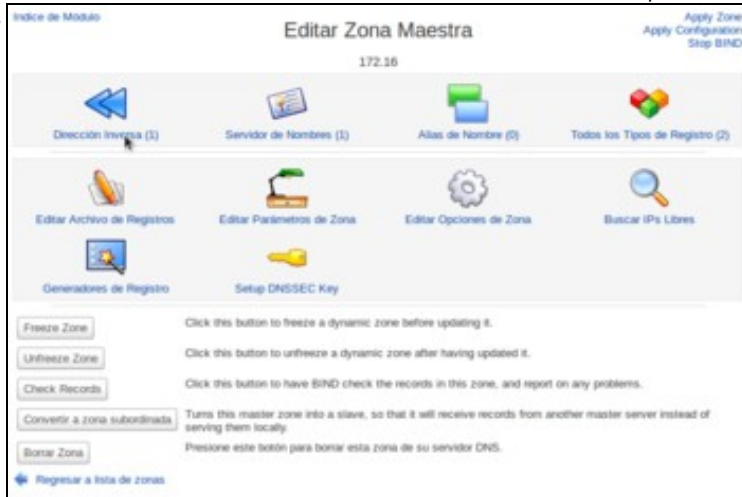 Indice de Módulo
Editar Zona Maestra
Apply Zone
Apply Configuration
Stop BIND
172.16
Dirección Inversa (1)
Servidor de Nombres (1)
Alias de Nombre (0)
Todos los Tipos de Registro (2)
Editar Archivo de Registros
Editar Parámetros de Zona
Editar Opciones de Zona
Buscar IPs Libres
Generadores de Registro
Setup DNSSEC Key
Freeze Zone
Click this button to freeze a dynamic zone before updating it.
Unfreeze Zone
Click this button to unfreeze a dynamic zone after having updated it.
Check Records
Click this button to have BIND check the records in this zone, and report on any problems.
Convertir a zona subordinada
Turns this master zone into a slave, so that it will receive records from another master server instead of
serving them locally.
Borrar Zona
Presione este botón para borrar esta zona de su servidor DNS.
Regresar a lista de zonas